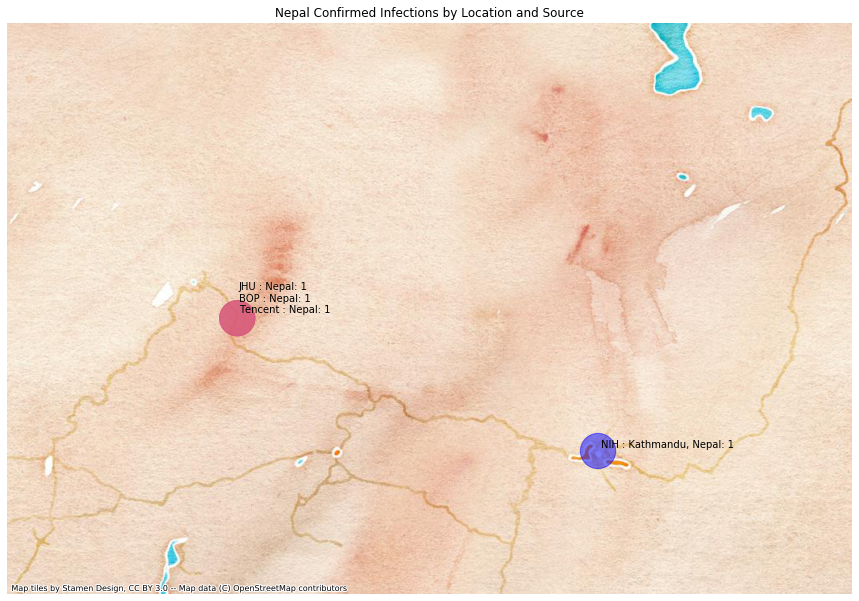 Nepal Confirmed Infections by Location and Source
JHU : Nepal: 1
BOP : Nepal: 1
Tencent : Nepal: 1
NIH : Kathmandu, Nepal: 1
Map tiles by Stamen Design, CC BY 3.0 -- Map data (C) OpenStreetMap contributors